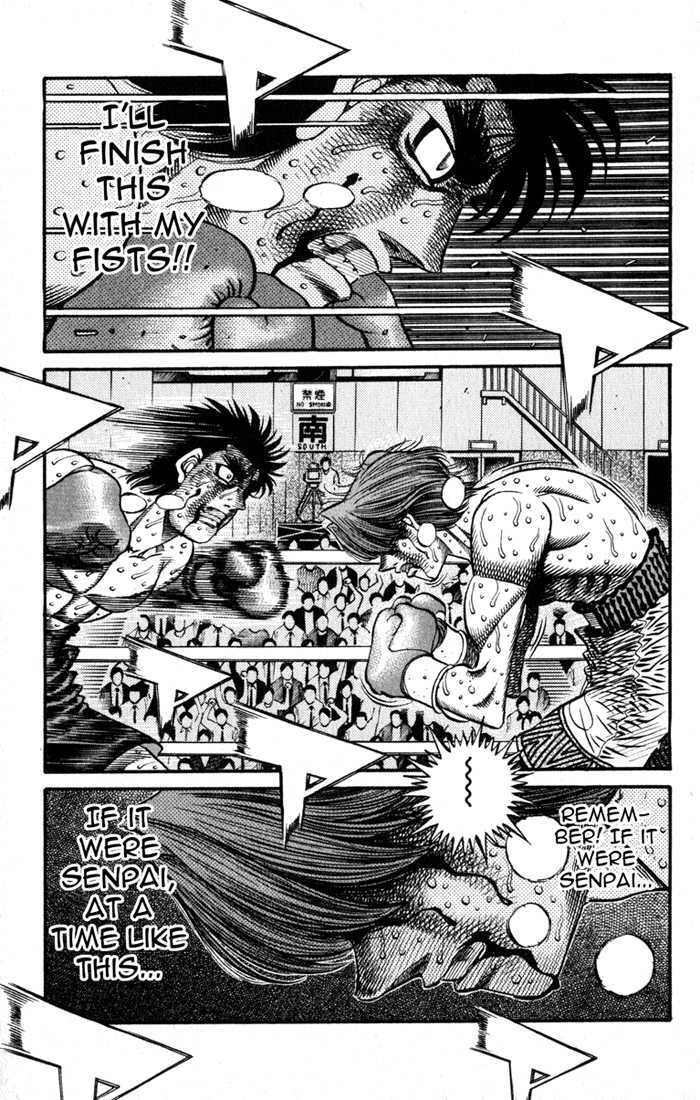 I'LL
FINISH
THIS
WITH MY
FISTS!!
禁煙
NO SMOKING
南
SOUTH
REMEM-
BER! IF IT
WERE
SENPAI...
IF IT
WERE
SENPAI,
AT A
TIME LIKE
THIS...